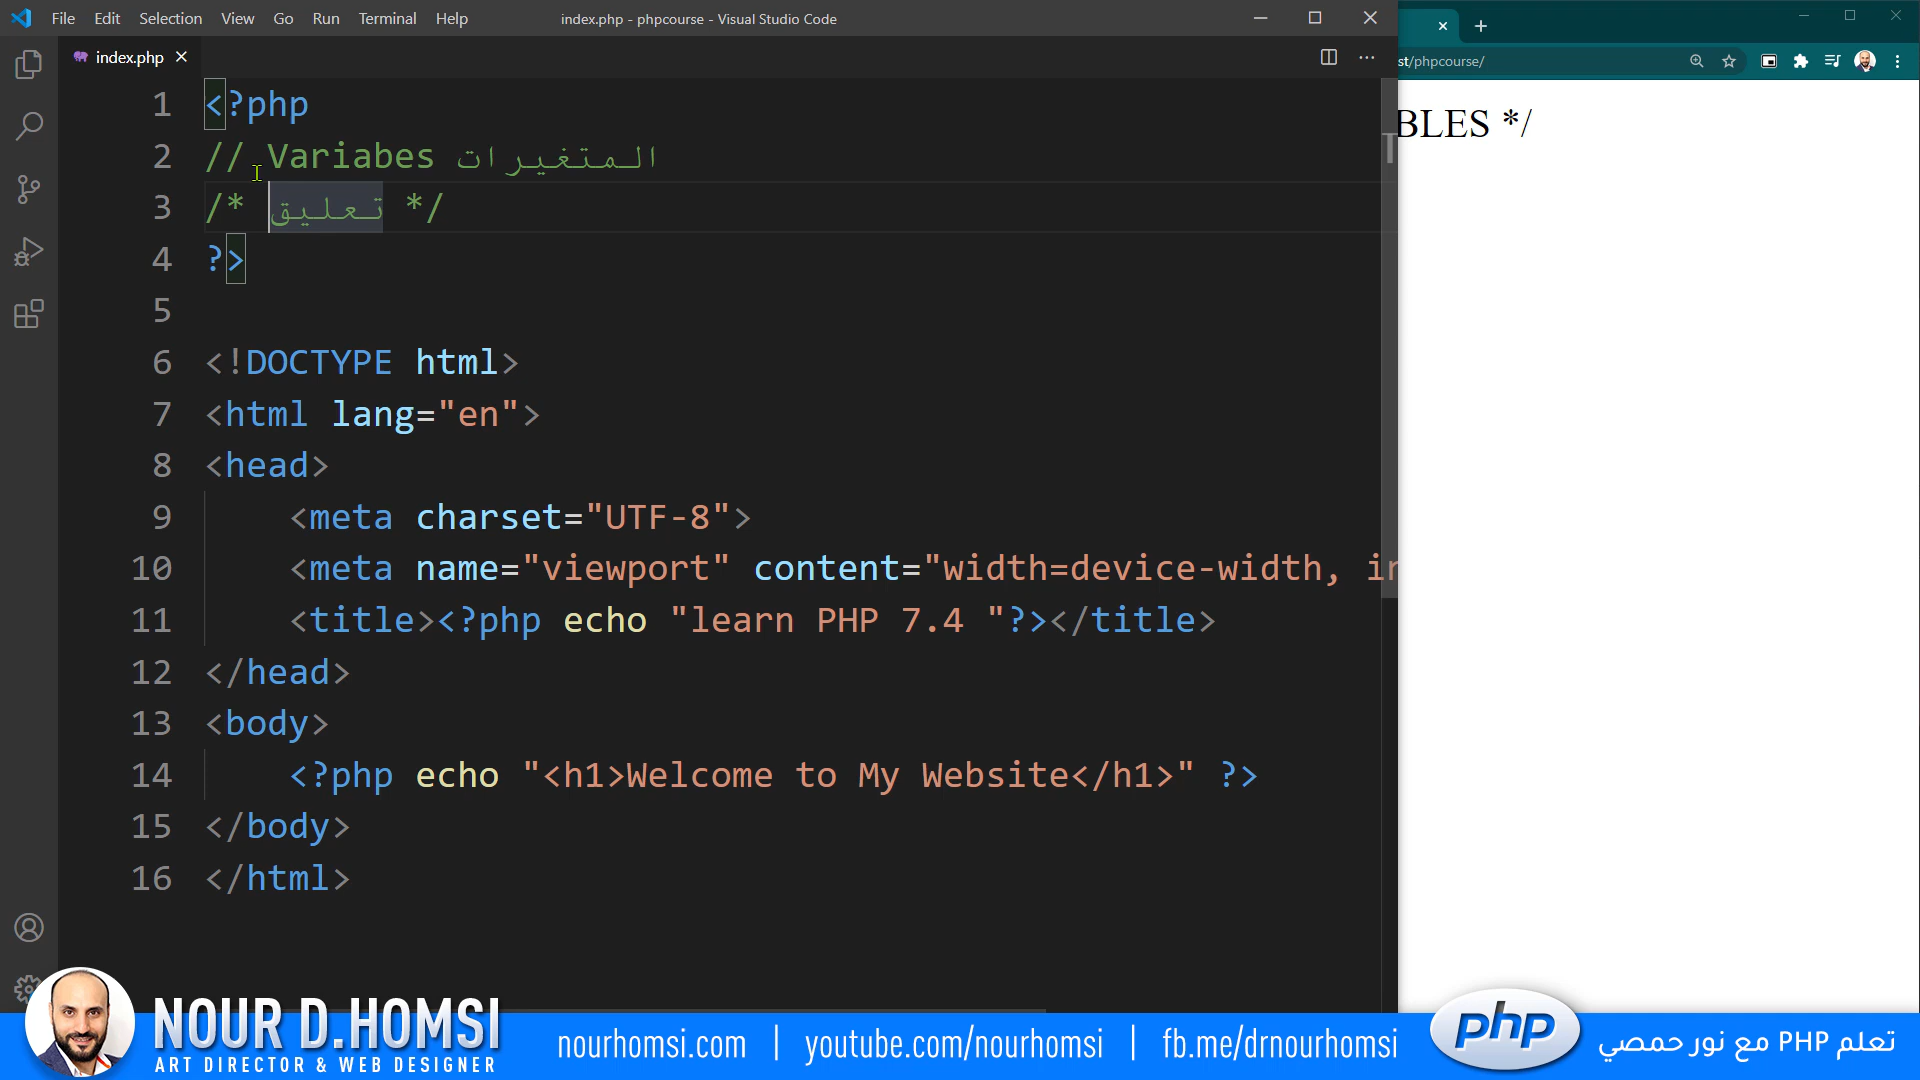 File Edit Selection View Go Run Terminal Help
index.php - phpcourse - Visual Studio Code
index.php
st/phpcourse/
1 <?php
2 // Variabes المتغيرات
3 /* تعليق */
4 ?>
5
6 <!DOCTYPE html>
7 <html lang="en">
8 <head>
9 <meta charset="UTF-8">
10 <meta name="viewport" content="width=device-width, in
11 <title><?php echo "learn PHP 7.4 "?></title>
12 </head>
13 <body>
14 <?php echo "<h1>Welcome to My Website</h1>" ?>
15 </body>
16 </html>
BLES */
NOUR D.HOMSI
ART DIRECTOR & WEB DESIGNER
nourhomsi.com | youtube.com/nourhomsi | fb.me/drnourhomsi
php
تعلم PHP مع نور حمصي